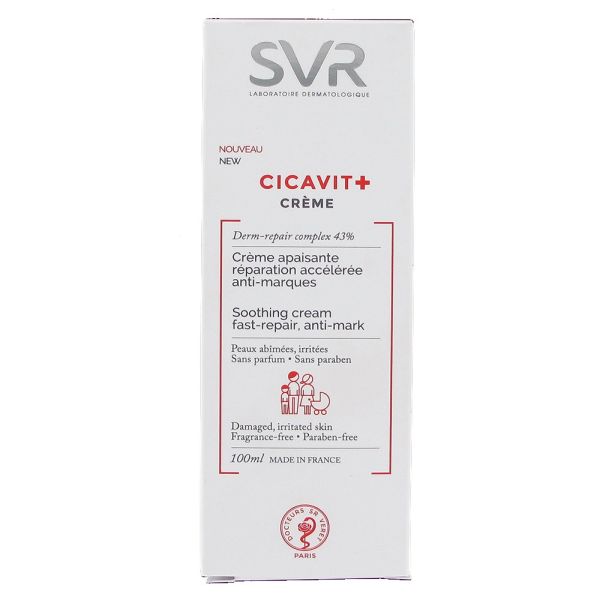 SVR
LABORATOIRE DERMATOLOGIQUE
NOUVEAU
NEW
CICAVIT+
CRÈME
Derm-repair complex 43%
Crème apaisante
réparation accélérée
anti-marques
Soothing cream
fast-repair, anti-mark
Peaux abîmées, irritées
Sans parfum • Sans paraben
Damaged, irritated skin
Fragrance-free • Paraben-free
100ml MADE IN FRANCE
DOCTEURS SR VERET
PARIS